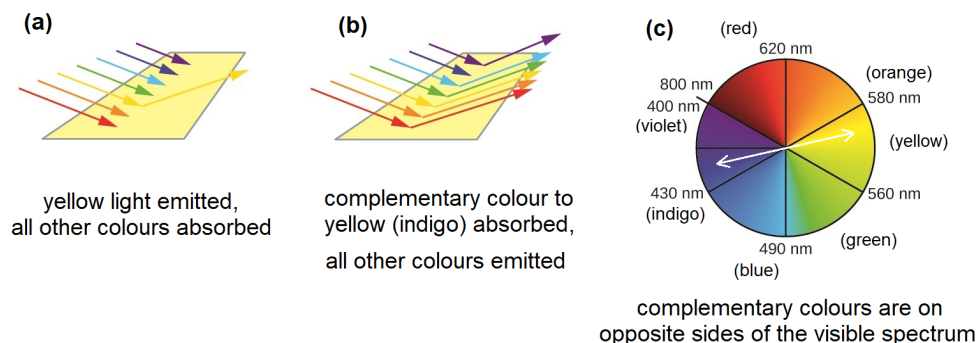 (a)
yellow light emitted,
all other colours absorbed
(b)
complementary colour to
yellow (indigo) absorbed,
all other colours emitted
(c)
(red)
620 nm
(orange)
580 nm
(yellow)
560 nm
(green)
490 nm
(blue)
430 nm
(indigo)
800 nm
400 nm
(violet)
complementary colours are on
opposite sides of the visible spectrum